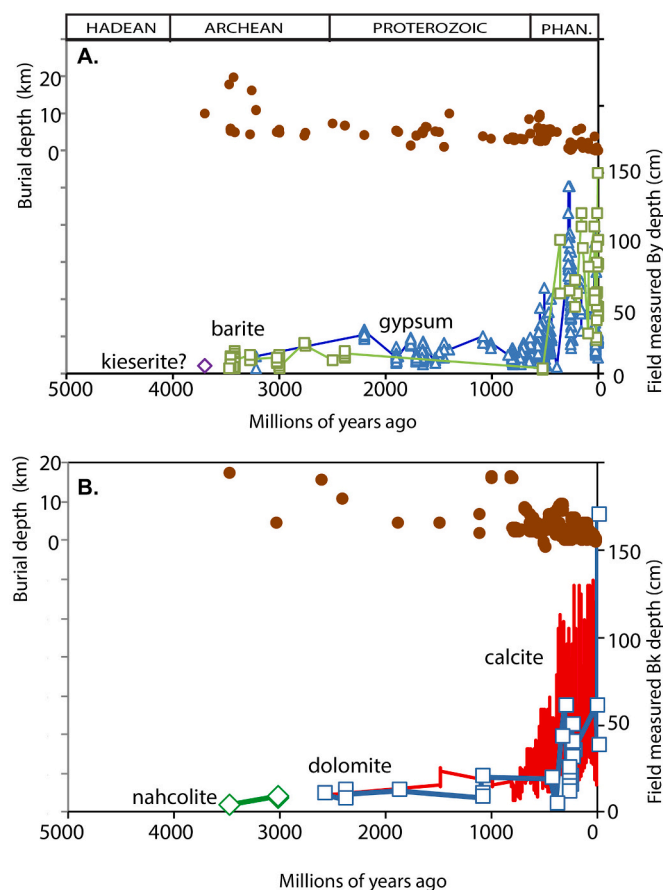 HADEAN ARCHEAN PROTEROZOIC PHAN.
A.
Burial depth (km)
20
10
0
150
100
50
0
Field measured By depth (cm)
barite
gypsum
kieserite?
5000 4000 3000 2000 1000 0
Millions of years ago
B.
Burial depth (km)
20
10
0
150
100
50
0
Field measured Bk depth (cm)
calcite
dolomite
nahcolite
5000 4000 3000 2000 1000 0
Millions of years ago